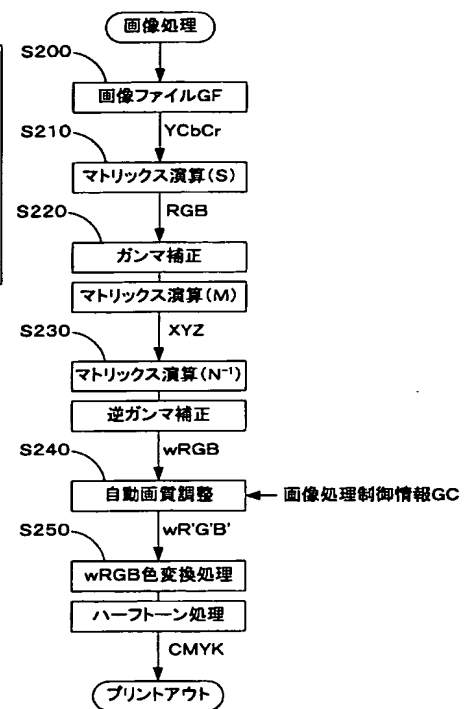 画像処理
S200
画像ファイルGF
YCbCr
S210
マトリックス演算(S)
RGB
S220
ガンマ補正
マトリックス演算(M)
XYZ
S230
マトリックス演算(N⁻¹)
逆ガンマ補正
wRGB
S240
自動画質調整
画像処理制御情報GC
wR'G'B'
S250
wRGB色変換処理
ハーフトーン処理
CMYK
プリントアウト